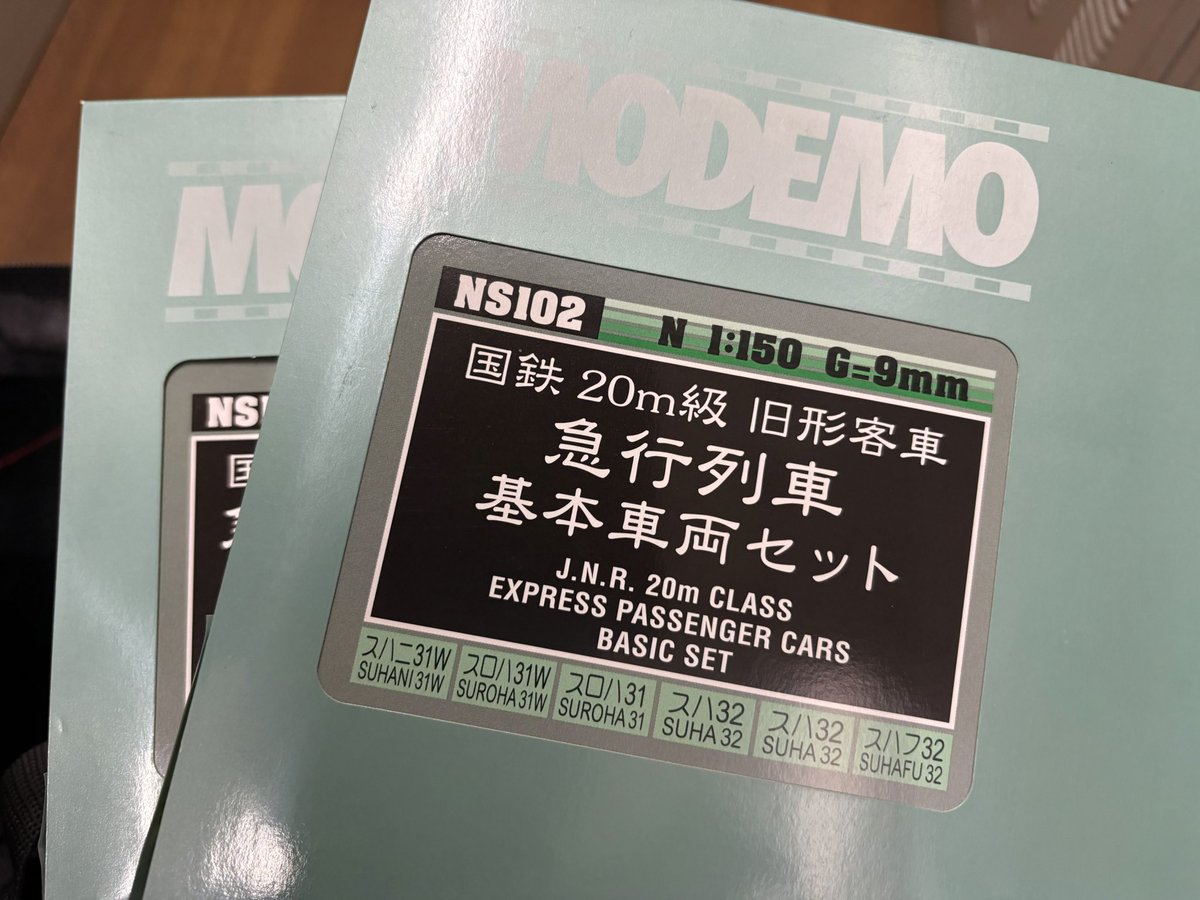 MODEMO
NS102 N 1:150 G=9mm
国鉄 20m級 旧形客車
急行列車
基本車両セット
J.N.R. 20m CLASS
EXPRESS PASSENGER CARS
BASIC SET
スハニ31W スロハ31W スロハ31 スハ32 スハ32 スハフ32
SUHANI 31W SUROHA 31W SUROHA 31 SUHA 32 SUHA 32 SUHAFU 32
MO
NS
国